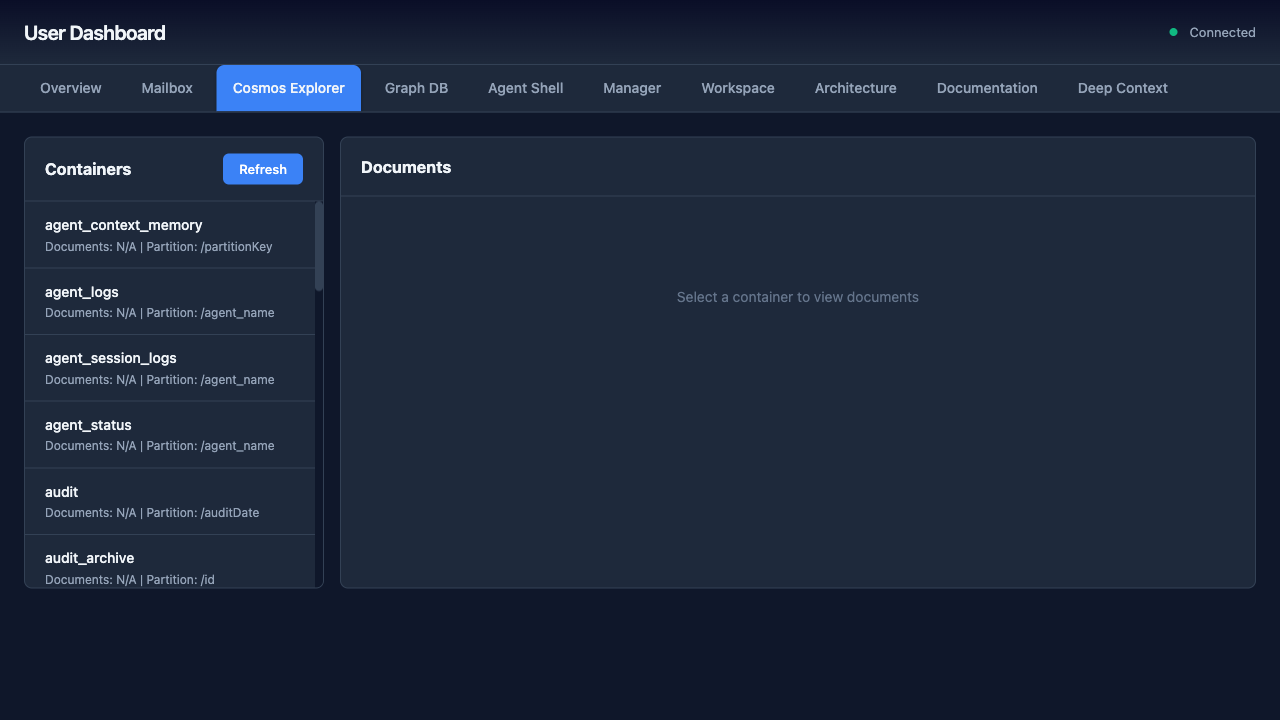 User Dashboard
Connected
Overview
Mailbox
Cosmos Explorer
Graph DB
Agent Shell
Manager
Workspace
Architecture
Documentation
Deep Context
Containers
Refresh
agent_context_memory
Documents: N/A | Partition: /partitionKey
agent_logs
Documents: N/A | Partition: /agent_name
agent_session_logs
Documents: N/A | Partition: /agent_name
agent_status
Documents: N/A | Partition: /agent_name
audit
Documents: N/A | Partition: /auditDate
audit_archive
Documents: N/A | Partition: /id
Documents
Select a container to view documents